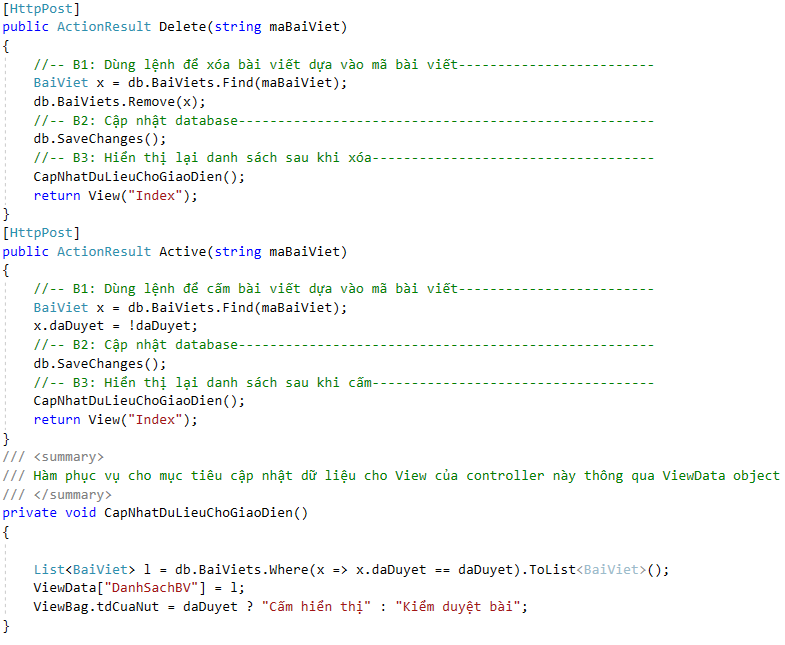 [HttpPost]
public ActionResult Delete(string maBaiViet)
{
//-- B1: Dùng lệnh để xóa bài viết dựa vào mã bài viết-------------------------
BaiViet x = db.BaiViets.Find(maBaiViet);
db.BaiViets.Remove(x);
//-- B2: Cập nhật database-----------------------------------------------------
db.SaveChanges();
//-- B3: Hiển thị lại danh sách sau khi xóa------------------------------------
CapNhatDuLieuChoGiaoDien();
return View("Index");
}
[HttpPost]
public ActionResult Active(string maBaiViet)
{
//-- B1: Dùng lệnh để cấm bài viết dựa vào mã bài viết-------------------------
BaiViet x = db.BaiViets.Find(maBaiViet);
x.daDuyet = !daDuyet;
//-- B2: Cập nhật database-----------------------------------------------------
db.SaveChanges();
//-- B3: Hiển thị lại danh sách sau khi cấm------------------------------------
CapNhatDuLieuChoGiaoDien();
return View("Index");
}
/// <summary>
/// Hàm phục vụ cho mục tiêu cập nhật dữ liệu cho View của controller này thông qua ViewData object
/// </summary>
private void CapNhatDuLieuChoGiaoDien()
{
List<BaiViet> l = db.BaiViets.Where(x => x.daDuyet == daDuyet).ToList<BaiViet>();
ViewData["DanhSachBV"] = l;
ViewBag.tdCuaNut = daDuyet ? "Cấm hiển thị" : "Kiểm duyệt bài";
}